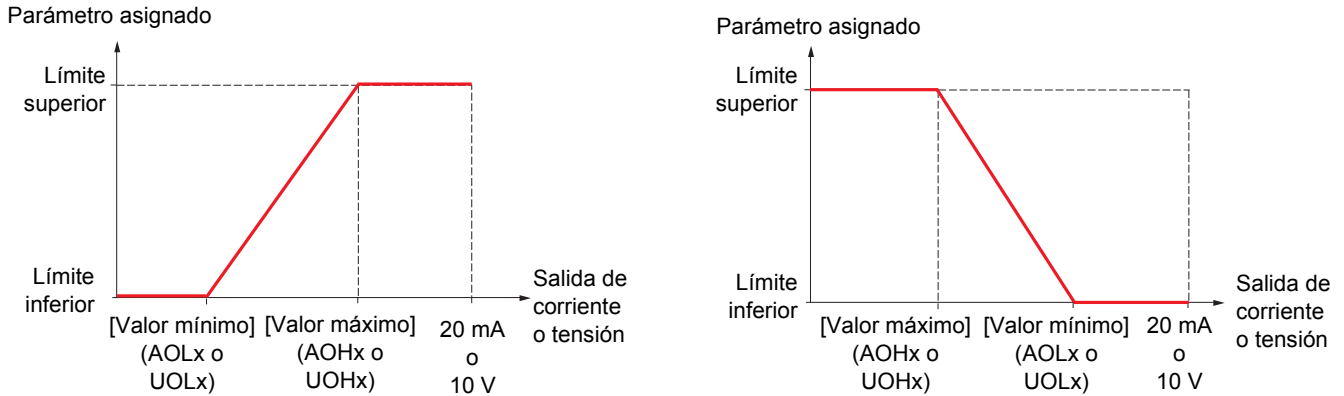 Parámetro asignado
Límite
superior
Límite
inferior
[Valor mínimo]
(AOLx o
UOLx)
[Valor máximo]
(AOHx o
UOHx)
20 mA
o
10 V
Salida de
corriente
o tensión
Parámetro asignado
Límite
superior
Límite
inferior
[Valor máximo]
(AOHx o
UOHx)
[Valor mínimo]
(AOLx o
UOLx)
20 mA
o
10 V
Salida de
corriente
o tensión